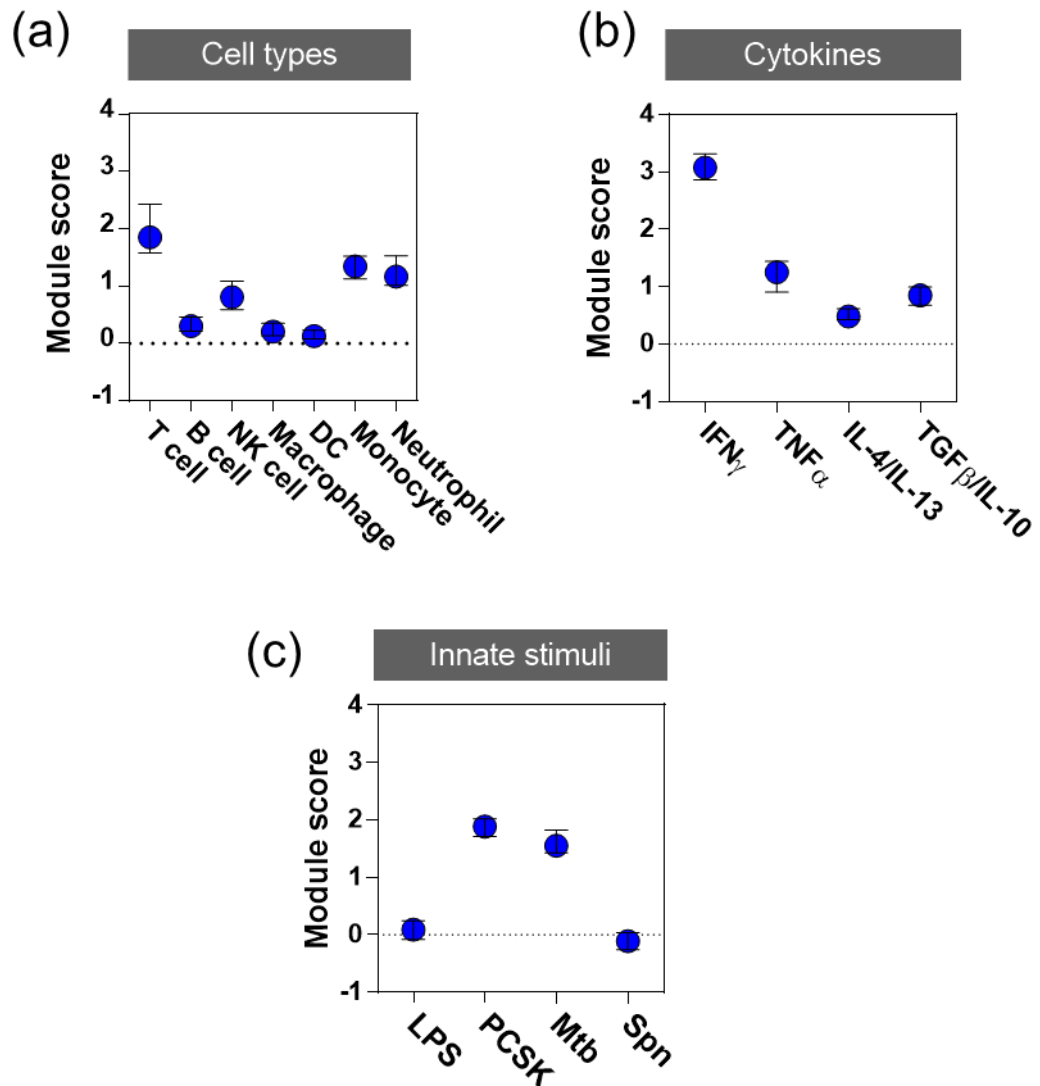 (a)
Cell types
Module score
4
3
2
1
0
-1
T cell
B cell
NK cell
Macrophage
DC
Monocyte
Neutrophil
(b)
Cytokines
Module score
4
3
2
1
0
-1
IFNγ
TNFα
IL-4/IL-13
TGFβ/IL-10
(c)
Innate stimuli
Module score
4
3
2
1
0
-1
LPS
PCSK
Mtb
Spn